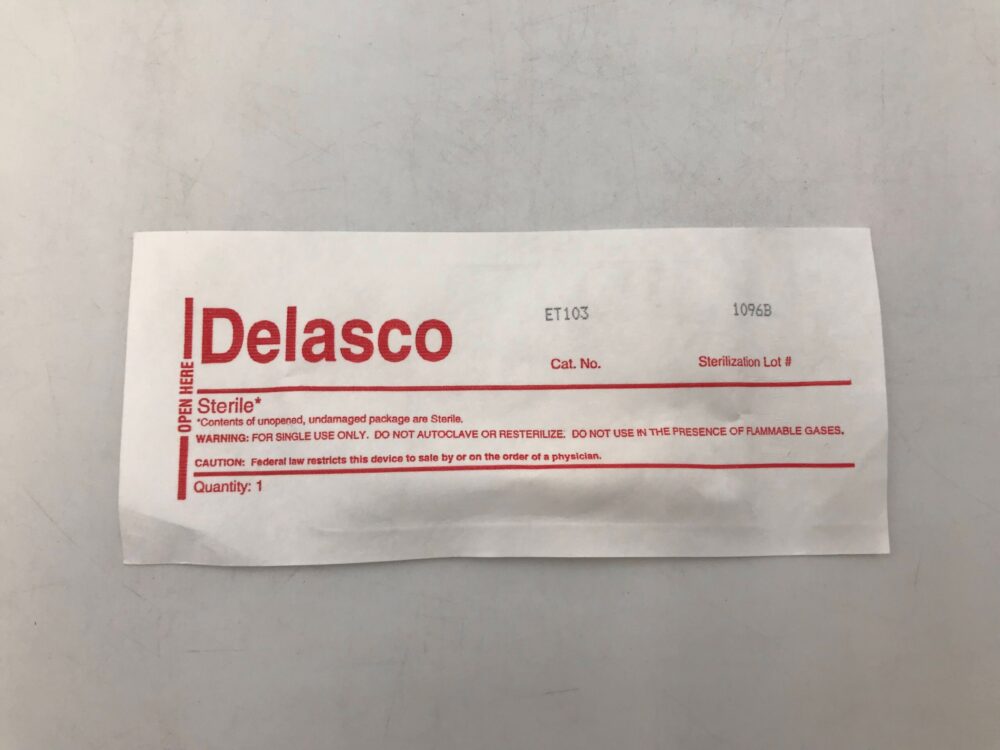 OPEN HERE
Delasco
ET103 1096B
Cat. No. Sterilization Lot #
Sterile*
*Contents of unopened, undamaged package are Sterile.
WARNING: FOR SINGLE USE ONLY. DO NOT AUTOCLAVE OR RESTERILIZE. DO NOT USE IN THE PRESENCE OF FLAMMABLE GASES.
CAUTION: Federal law restricts this device to sale by or on the order of a physician.
Quantity: 1